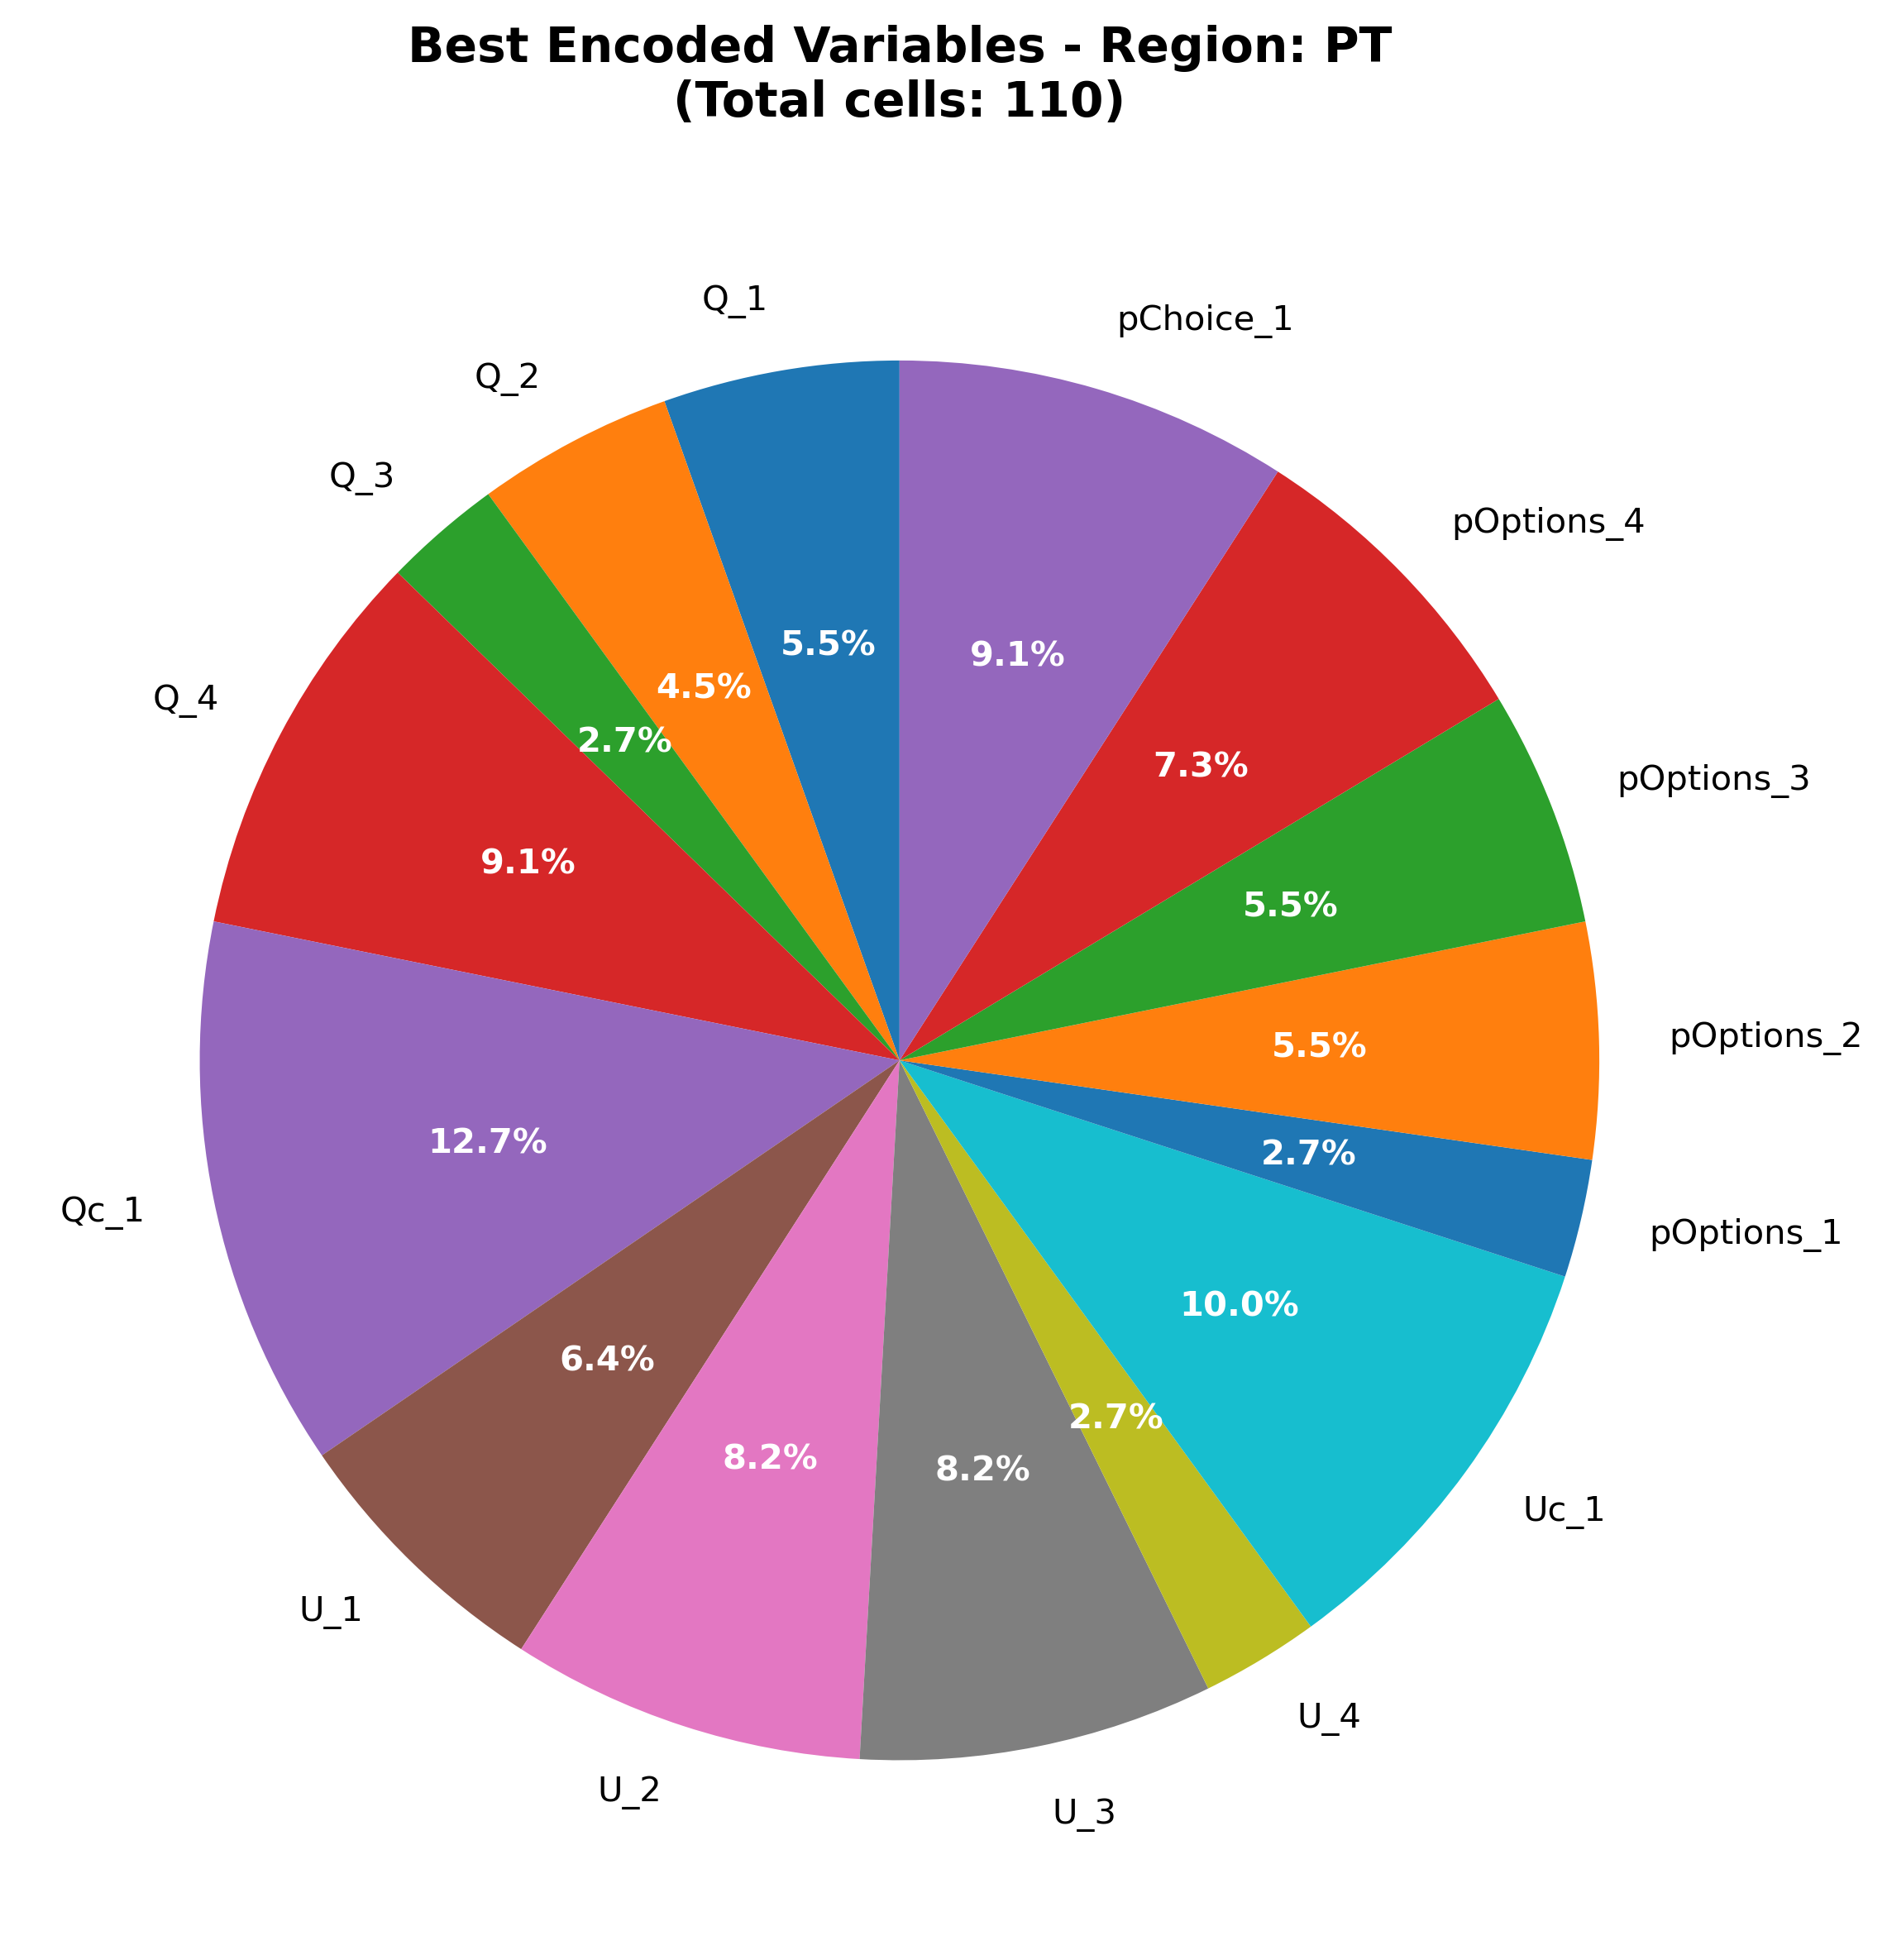 Best Encoded Variables - Region: PT
(Total cells: 110)
Q_1
pChoice_1
Q_2
Q_3
pOptions_4
5.5%
9.1%
4.5%
2.7%
7.3%
Q_4
pOptions_3
9.1%
5.5%
pOptions_2
5.5%
12.7%
2.7%
Qc_1
pOptions_1
10.0%
6.4%
2.7%
8.2%
8.2%
Uc_1
U_1
U_4
U_2
U_3